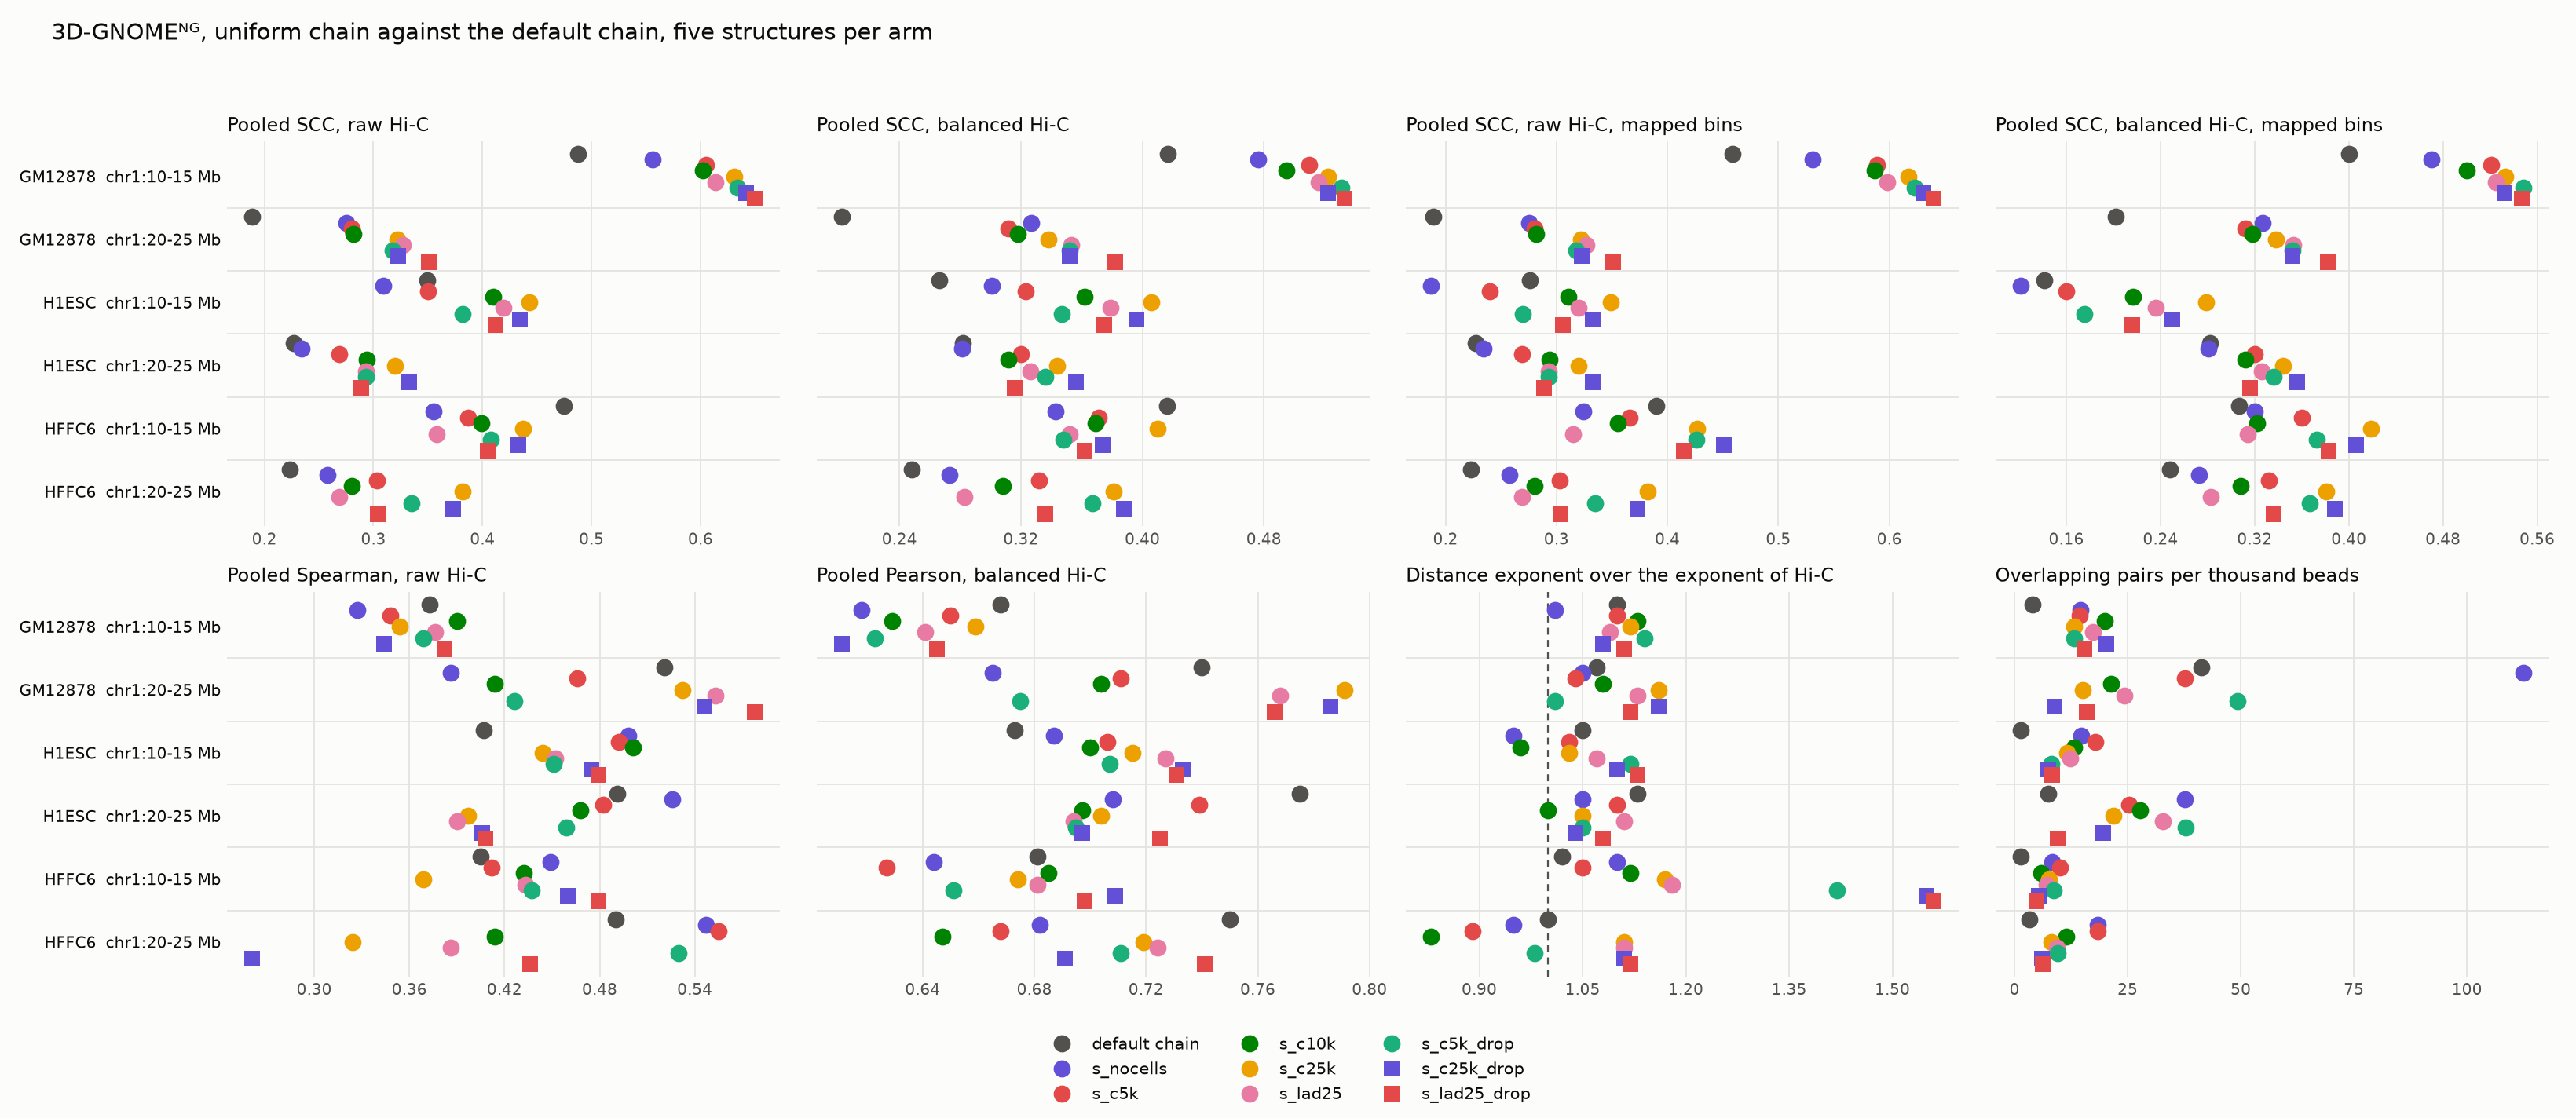 3D-GNOMEᴺᴳ, uniform chain against the default chain, five structures per arm
Pooled SCC, raw Hi-C
Pooled SCC, balanced Hi-C
Pooled SCC, raw Hi-C, mapped bins
Pooled SCC, balanced Hi-C, mapped bins
GM12878 chr1:10-15 Mb
GM12878 chr1:20-25 Mb
H1ESC chr1:10-15 Mb
H1ESC chr1:20-25 Mb
HFFC6 chr1:10-15 Mb
HFFC6 chr1:20-25 Mb
0.2 0.3 0.4 0.5 0.6
0.24 0.32 0.40 0.48
0.2 0.3 0.4 0.5 0.6
0.16 0.24 0.32 0.40 0.48 0.56
Pooled Spearman, raw Hi-C
Pooled Pearson, balanced Hi-C
Distance exponent over the exponent of Hi-C
Overlapping pairs per thousand beads
GM12878 chr1:10-15 Mb
GM12878 chr1:20-25 Mb
H1ESC chr1:10-15 Mb
H1ESC chr1:20-25 Mb
HFFC6 chr1:10-15 Mb
HFFC6 chr1:20-25 Mb
0.30 0.36 0.42 0.48 0.54
0.64 0.68 0.72 0.76 0.80
0.90 1.05 1.20 1.35 1.50
0 25 50 75 100
default chain
s_nocells
s_c5k
s_c10k
s_c25k
s_lad25
s_c5k_drop
s_c25k_drop
s_lad25_drop